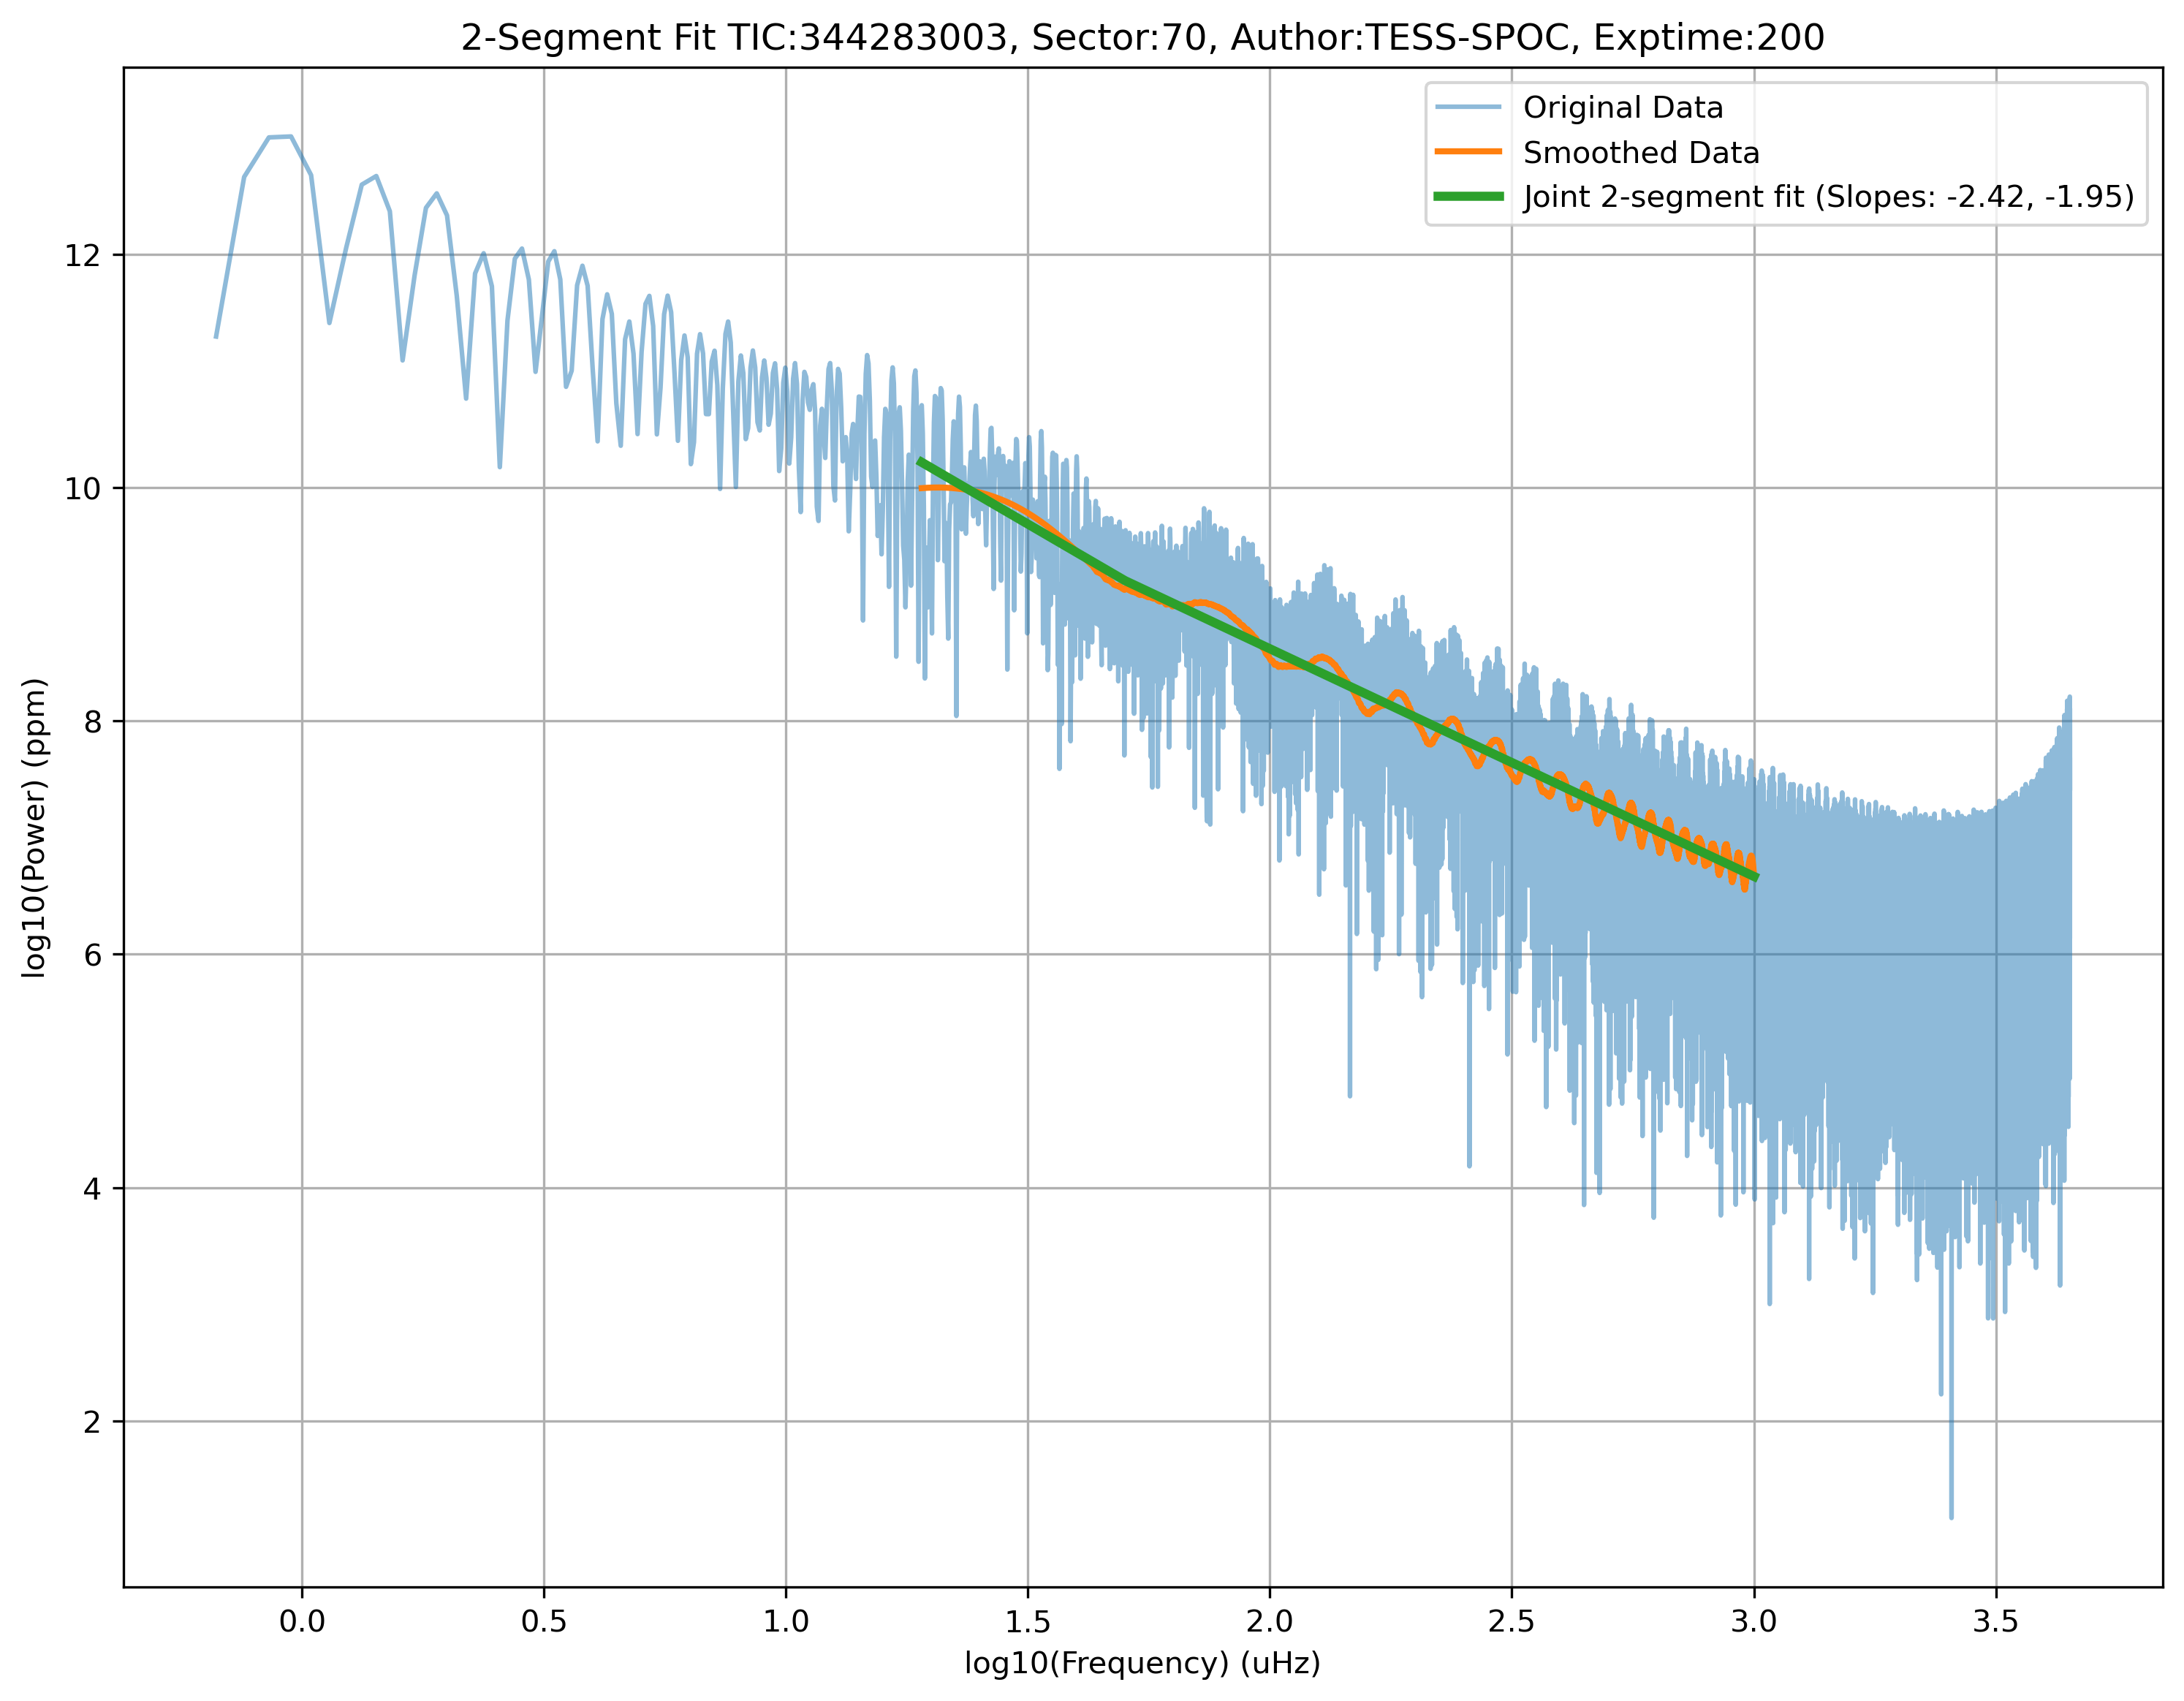 2-Segment Fit TIC:344283003, Sector:70, Author:TESS-SPOC, Exptime:200
Original Data
Smoothed Data
Joint 2-segment fit (Slopes: -2.42, -1.95)
log10(Power) (ppm)
12
10
8
6
4
2
0.0 0.5 1.0 1.5 2.0 2.5 3.0 3.5
log10(Frequency) (uHz)